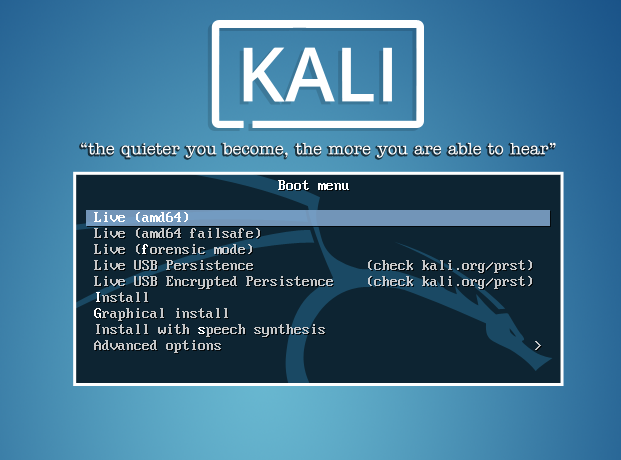 KALI
“the quieter you become, the more you are able to hear”
Boot menu
Live (amd64)
Live (amd64 failsafe)
Live (forensic mode)
Live USB Persistence (check kali.org/prst)
Live USB Encrypted Persistence (check kali.org/prst)
Install
Graphical install
Install with speech synthesis
Advanced options >